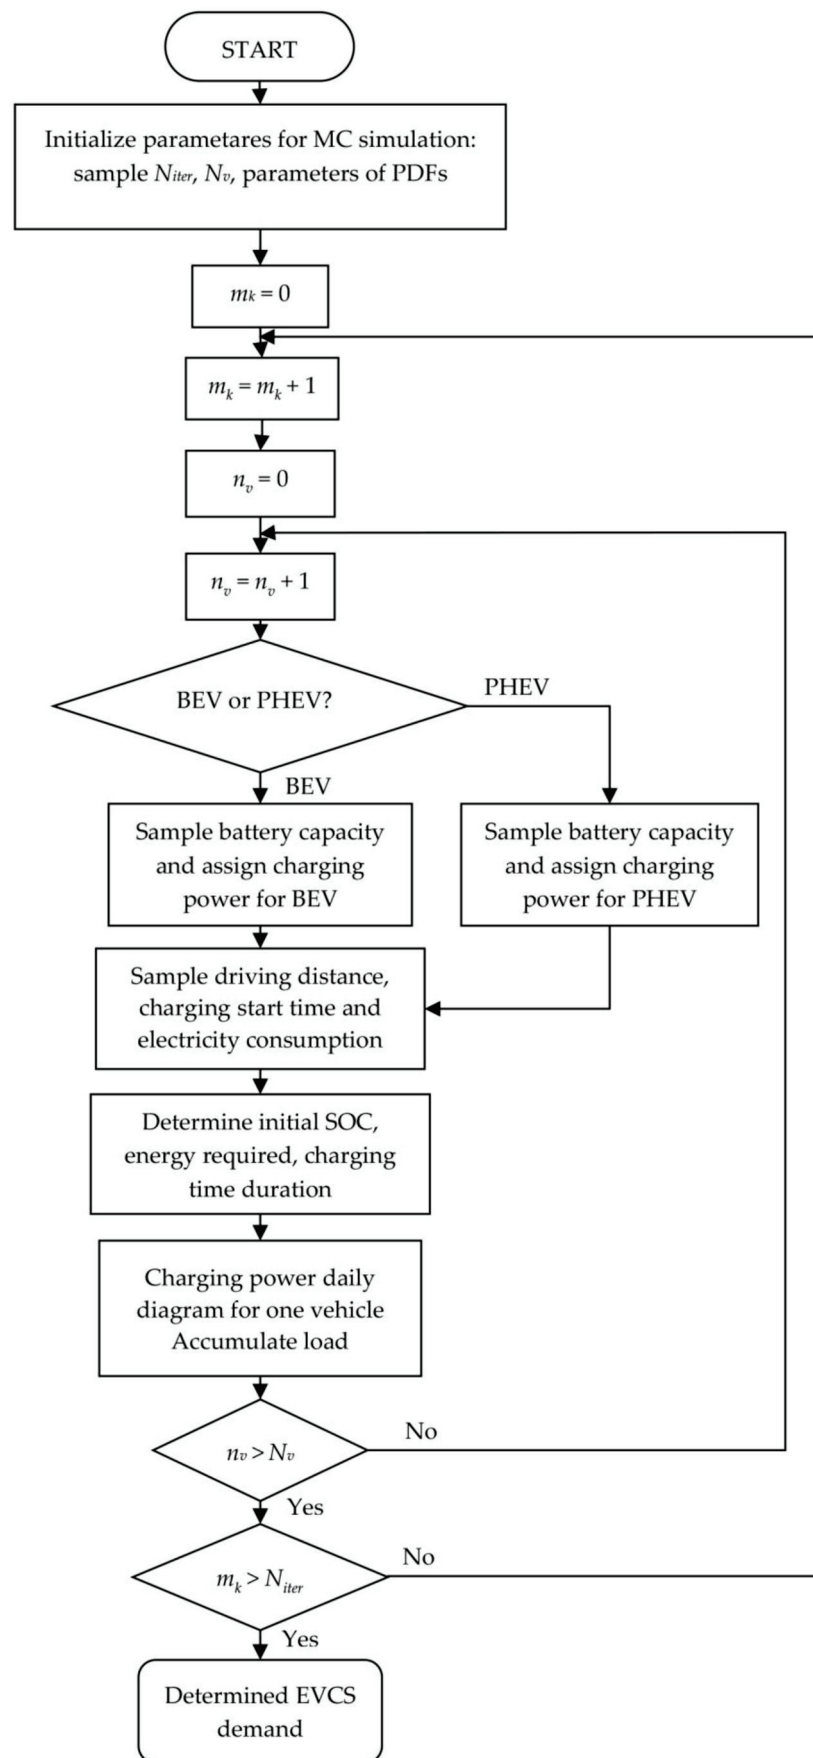 START
Initialize parametares for MC simulation:
sample Niter, Nv, parameters of PDFs
mk = 0
mk = mk + 1
nv = 0
nv = nv + 1
BEV or PHEV?
PHEV
BEV
Sample battery capacity
and assign charging
power for BEV
Sample battery capacity
and assign charging
power for PHEV
Sample driving distance,
charging start time and
electricity consumption
Determine initial SOC,
energy required, charging
time duration
Charging power daily
diagram for one vehicle
Accumulate load
nv > Nv
No
Yes
mk > Niter
No
Yes
Determined EVCS
demand